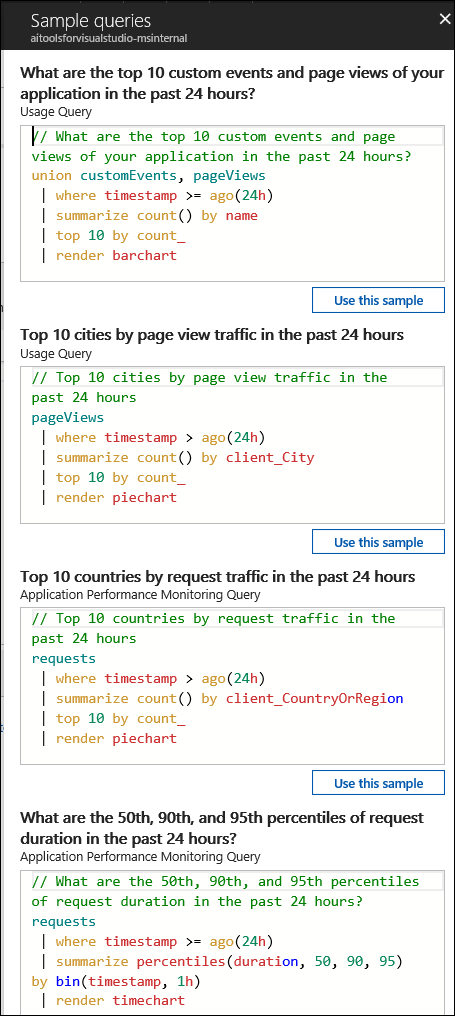 Sample queries
aitoolsforvisualstudio-msinternal
What are the top 10 custom events and page views of your
application in the past 24 hours?
Usage Query
// What are the top 10 custom events and page
views of your application in the past 24 hours?
union customEvents, pageViews
| where timestamp >= ago(24h)
| summarize count() by name
| top 10 by count_
| render barchart
Use this sample
Top 10 cities by page view traffic in the past 24 hours
Usage Query
// Top 10 cities by page view traffic in the
past 24 hours
pageViews
| where timestamp > ago(24h)
| summarize count() by client_City
| top 10 by count_
| render piechart
Use this sample
Top 10 countries by request traffic in the past 24 hours
Application Performance Monitoring Query
// Top 10 countries by request traffic in the
past 24 hours
requests
| where timestamp > ago(24h)
| summarize count() by client_CountryOrRegion
| top 10 by count_
| render piechart
Use this sample
What are the 50th, 90th, and 95th percentiles of request
duration in the past 24 hours?
Application Performance Monitoring Query
// What are the 50th, 90th, and 95th percentiles
of request duration in the past 24 hours?
requests
| where timestamp >= ago(24h)
| summarize percentiles(duration, 50, 90, 95)
by bin(timestamp, 1h)
| render timechart